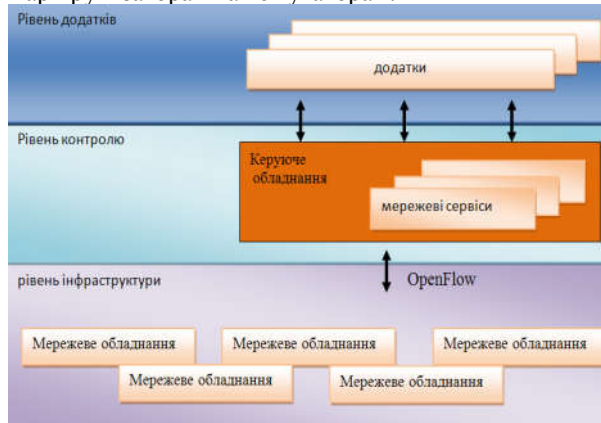 Рівень додатків
додатки
Рівень контролю
Керуюче
обладнання
мережеві сервіси
рівень інфраструктури
OpenFlow
Мережеве обладнання
Мережеве обладнання
Мережеве обладнання
Мережеве обладнання
Мережеве обладнання